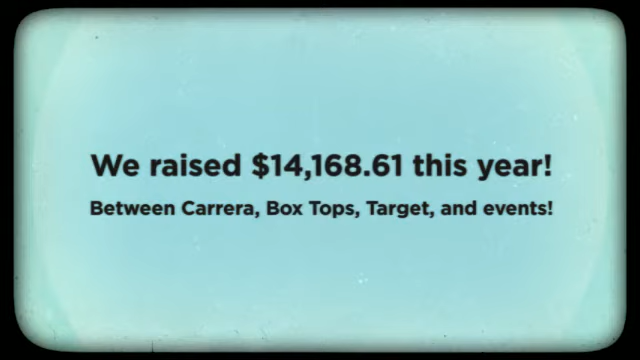 We raised $14,168.61 this year!
Between Carrera, Box Tops, Target, and events!